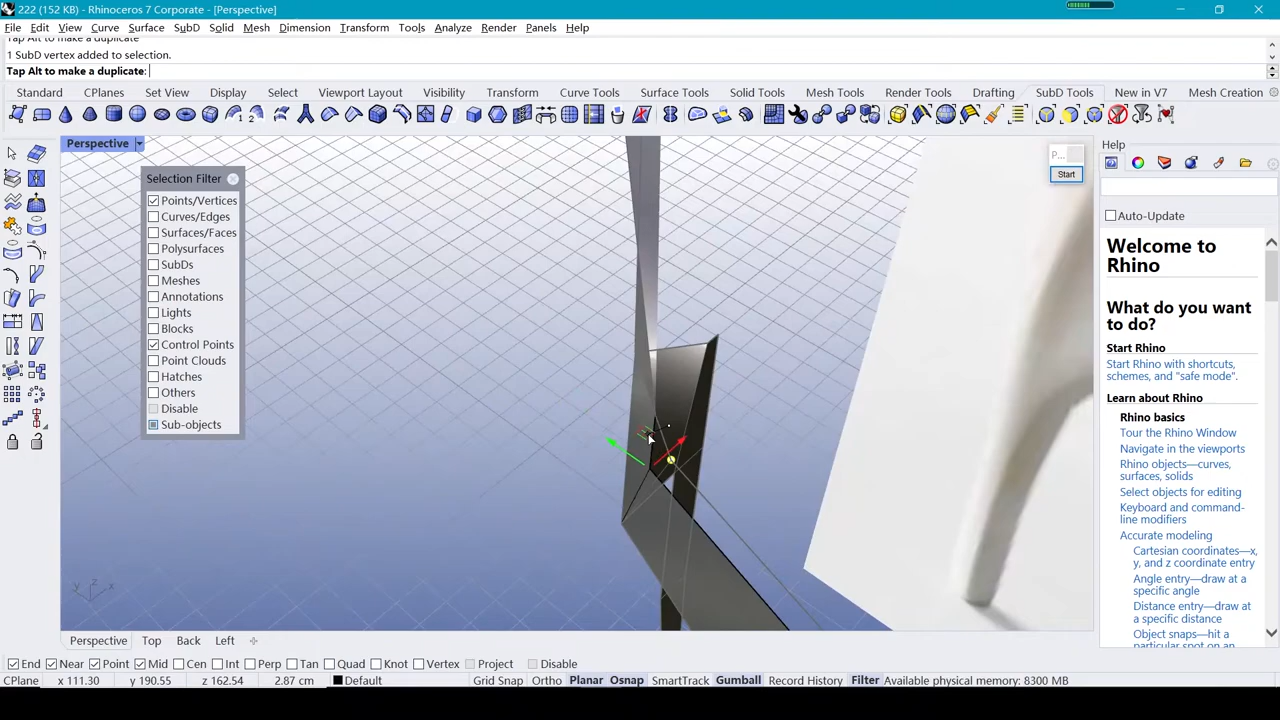 222 (152 KB) - Rhinoceros 7 Corporate - [Perspective]
File Edit View Curve Surface SubD Solid Mesh Dimension Transform Tools Analyze Render Panels Help
Tap Alt to make a duplicate
1 SubD vertex added to selection.
Tap Alt to make a duplicate:
Standard CPlanes Set View Display Select Viewport Layout Visibility Transform Curve Tools Surface Tools Solid Tools Mesh Tools Render Tools Drafting SubD Tools New in V7 Mesh Creation
Perspective
Selection Filter
Points/Vertices
Curves/Edges
Surfaces/Faces
Polysurfaces
SubDs
Meshes
Annotations
Lights
Blocks
Control Points
Point Clouds
Hatches
Others
Disable
Sub-objects
P...
Start
z
y x
Help
Auto-Update
Welcome to
Rhino
What do you want
to do?
Start Rhino
Start Rhino with shortcuts,
schemes, and "safe mode".
Learn about Rhino
Rhino basics
Tour the Rhino Window
Navigate in the viewports
Rhino objects—curves,
surfaces, solids
Select objects for editing
Keyboard and command-
line modifiers
Accurate modeling
Cartesian coordinates—x,
y, and z coordinate entry
Angle entry—draw at a
specific angle
Distance entry—draw at
a specific distance
Object snaps—hit a
particular spot on an
Perspective Top Back Left
End Near Point Mid Cen Int Perp Tan Quad Knot Vertex Project Disable
CPlane x 111.30 y 190.55 z 162.54 2.87 cm Default Grid Snap Ortho Planar Osnap SmartTrack Gumball Record History Filter Available physical memory: 8300 MB